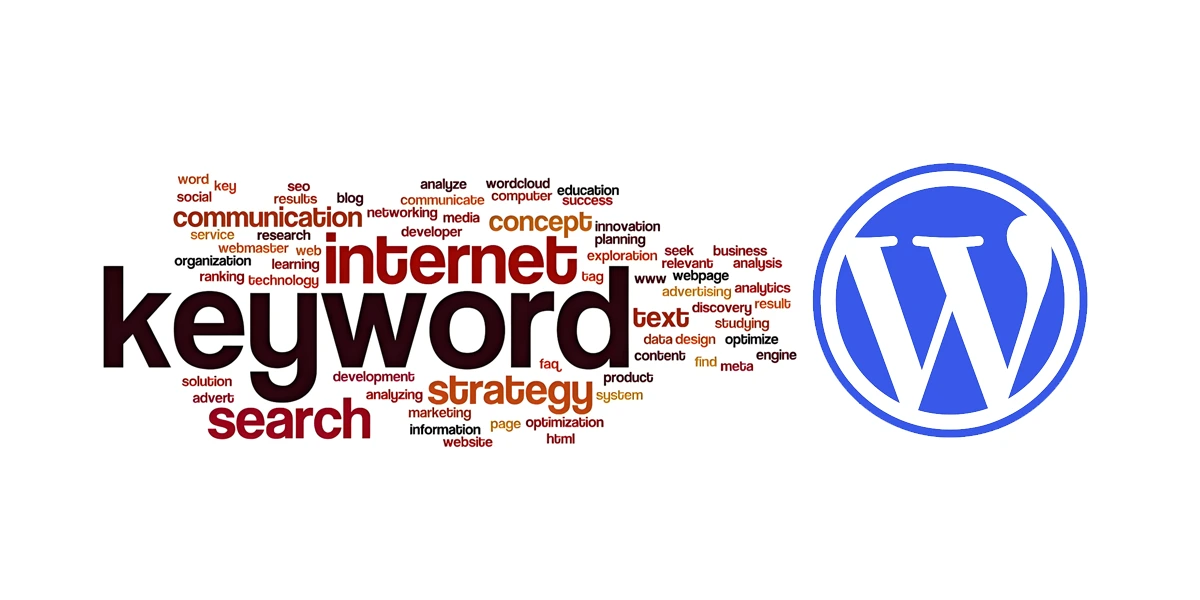 word
key
social
seo
results
blog
analyze
communicate
wordcloud
computer
education
success
communication
networking
media
concept
innovation
service
research
developer
planning
webmaster
web
internet
exploration
seek
business
organization
learning
relevant
analysis
ranking
technology
tag
www
webpage
keyword
advertising
analytics
discovery
result
text
studying
data
design
optimize
content
find
meta
engine
faq
solution
development
strategy
product
advert
analyzing
system
search
marketing
information
page
optimization
website
html
W